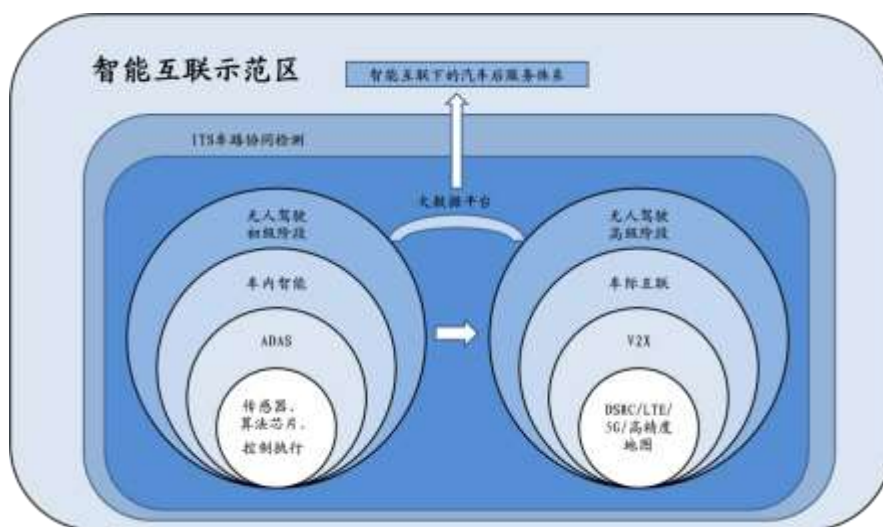 智能互联示范区
智能互联下的汽车后服务体系
ITS车路协同检测
大数据平台
无人驾驶
初级阶段
车内智能
ADAS
传感器、
算法芯片、
控制执行
无人驾驶
高级阶段
车际互联
V2X
DSRC/LTE/
5G/高精度
地图